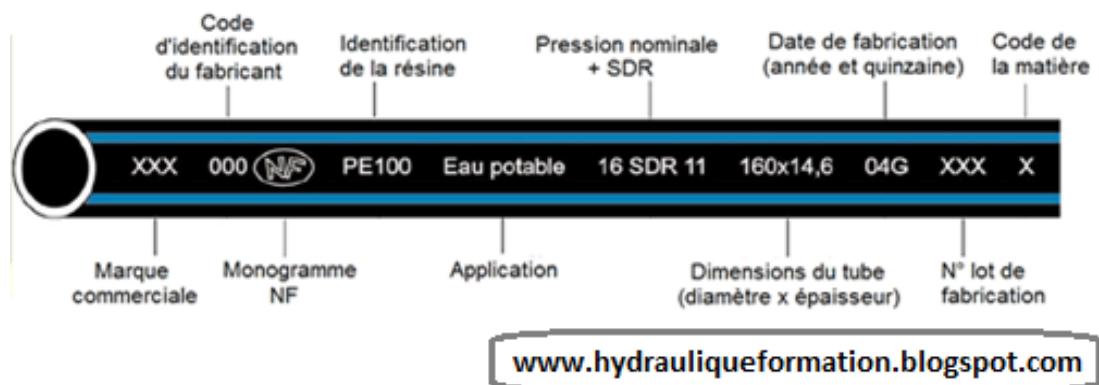 Code
d'identification
du fabricant
Identification
de la résine
Pression nominale
+ SDR
Date de fabrication
(année et quinzaine)
Code de
la matière
XXX 000 NF PE100 Eau potable 16 SDR 11 160x14,6 04G XXX X
Marque
commerciale
Monogramme
NF
Application
Dimensions du tube
(diamètre x épaisseur)
N° lot de
fabrication
www.hydrauliqueformation.blogspot.com